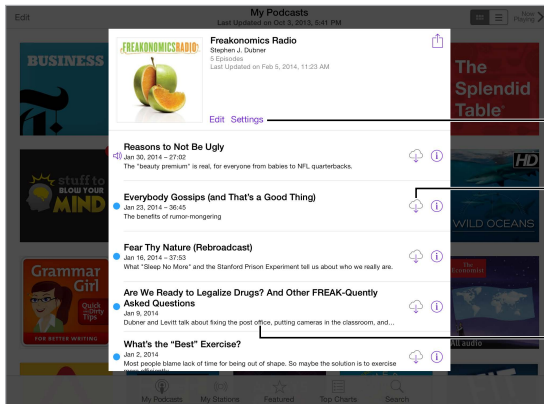 Edit
My Podcasts
Last Updated on Oct 3, 2013, 5:41 PM
Now
Playing
BUSINESS
FREAKONOMICS RADIO
Freakonomics Radio
Stephen J. Dubner
5 Episodes
Last Updated on Feb 5, 2014, 11:23 AM
Edit Settings
The
Splendid
Table
stuff to
BLOW YOUR
MIND
HD
WILD OCEANS
Reasons to Not Be Ugly
Jan 30, 2014 – 27:02
The "beauty premium" is real, for everyone from babies to NFL quarterbacks.
Everybody Gossips (and That's a Good Thing)
Jan 23, 2014 – 36:45
The benefits of rumor-mongering
Fear Thy Nature (Rebroadcast)
Jan 16, 2014 – 37:53
What "Sleep No More" and the Stanford Prison Experiment tell us about who we really are.
Grammar
Girl
Quick
and Dirty
Tips
FOR BETTER WRITING
The
Economist
All audio
Are We Ready to Legalize Drugs? And Other FREAK-Quently
Asked Questions
Jan 9, 2014
Dubner and Levitt talk about fixing the post office, putting cameras in the classroom, and…
What's the “Best” Exercise?
Jan 2, 2014
Most people blame lack of time for being out of shape. So maybe the solution is to exercise
more efficiently
My Podcasts
My Stations
Featured
Top Charts
Search